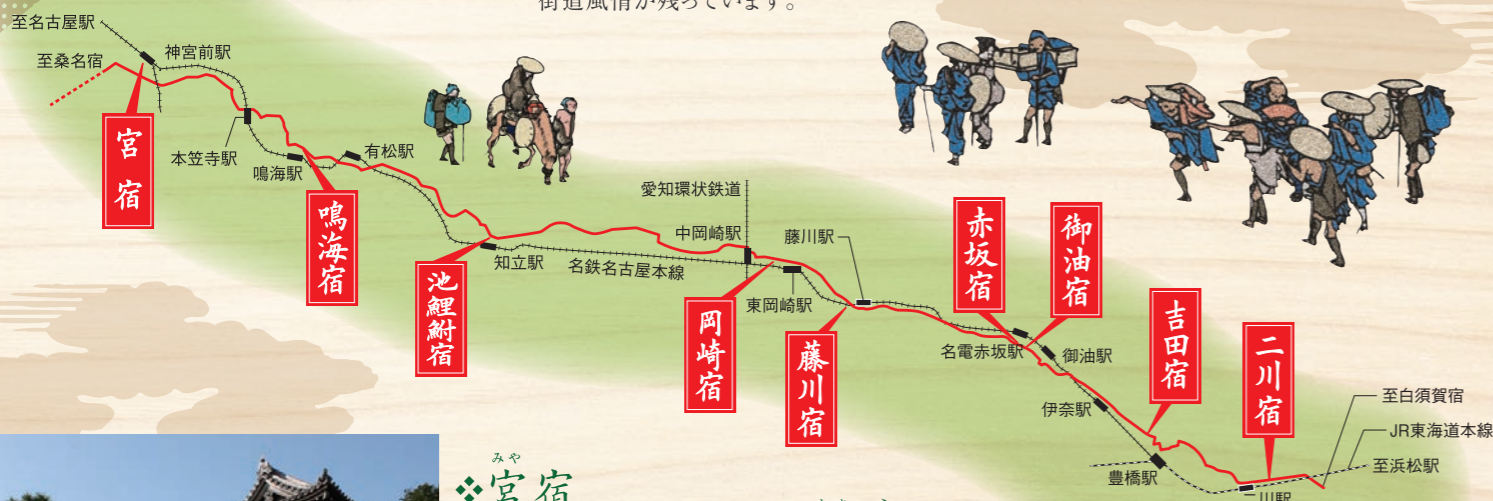 街道風情が残っています。
至名古屋駅
神宮前駅
至桑名宿
宮宿
本笠寺駅
鳴海駅
有松駅
鳴海宿
愛知環状鉄道
中岡崎駅
藤川駅
知立駅
名鉄名古屋本線
池鯉鮒宿
東岡崎駅
岡崎宿
藤川宿
赤坂宿
御油宿
名電赤坂駅
御油駅
吉田宿
二川宿
伊奈駅
至白須賀宿
JR東海道本線
至浜松駅
豊橋駅
二川駅
みや
❖宮宿